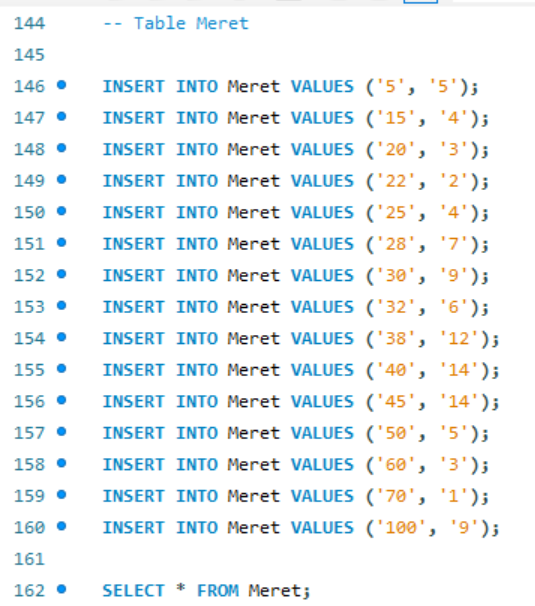 144 -- Table Meret
145
146 INSERT INTO Meret VALUES ('5', '5');
147 INSERT INTO Meret VALUES ('15', '4');
148 INSERT INTO Meret VALUES ('20', '3');
149 INSERT INTO Meret VALUES ('22', '2');
150 INSERT INTO Meret VALUES ('25', '4');
151 INSERT INTO Meret VALUES ('28', '7');
152 INSERT INTO Meret VALUES ('30', '9');
153 INSERT INTO Meret VALUES ('32', '6');
154 INSERT INTO Meret VALUES ('38', '12');
155 INSERT INTO Meret VALUES ('40', '14');
156 INSERT INTO Meret VALUES ('45', '14');
157 INSERT INTO Meret VALUES ('50', '5');
158 INSERT INTO Meret VALUES ('60', '3');
159 INSERT INTO Meret VALUES ('70', '1');
160 INSERT INTO Meret VALUES ('100', '9');
161
162 SELECT * FROM Meret;